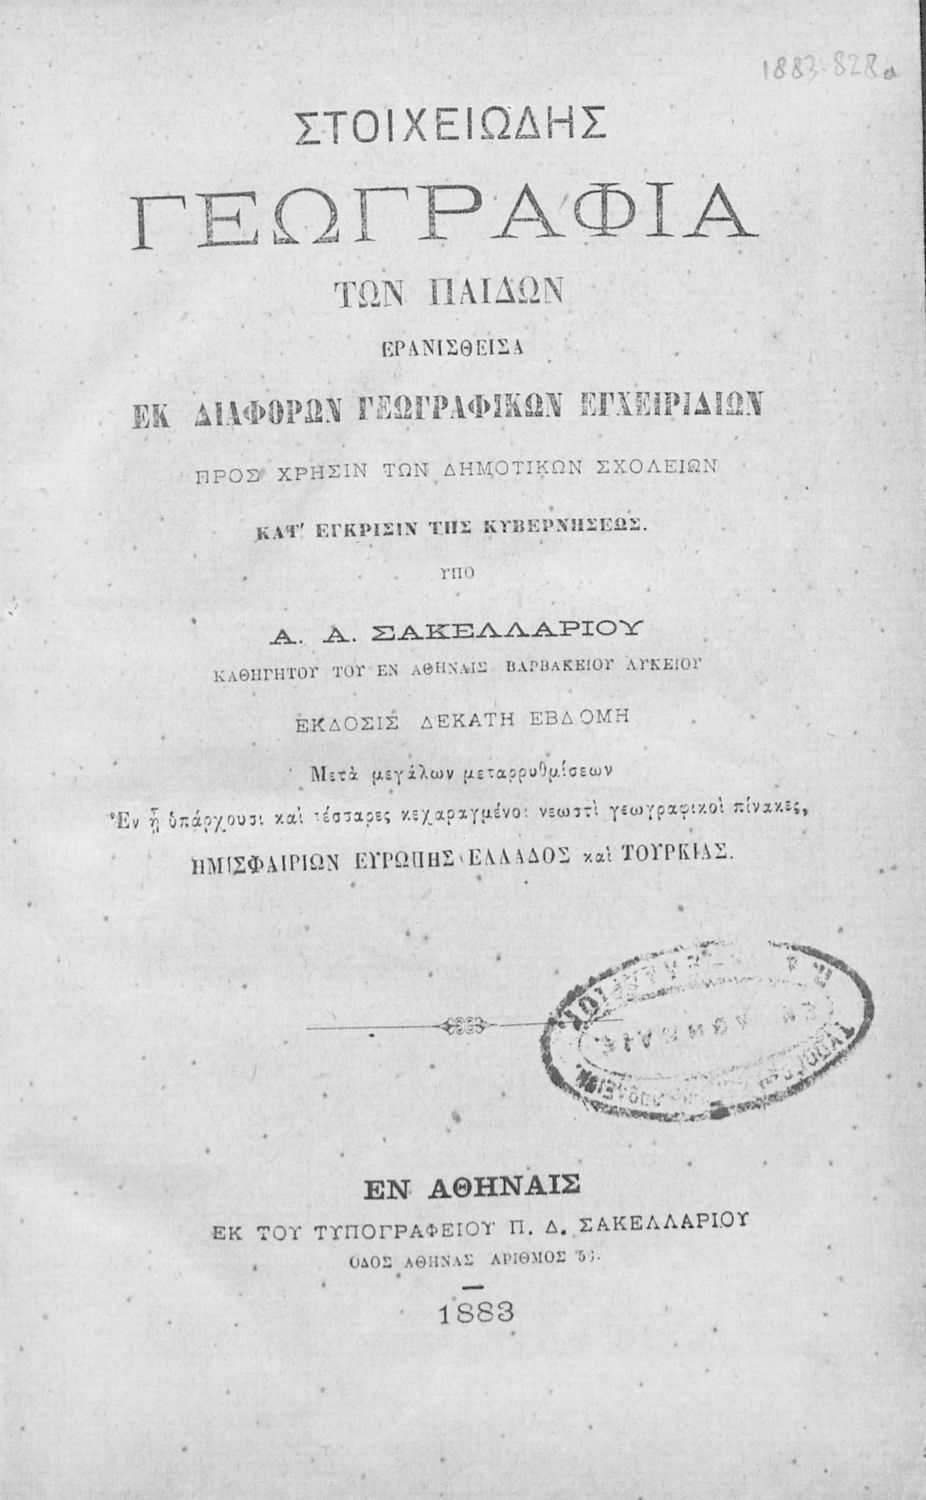 1883-828
ΣΤΟΙΧΕΙΩΔΗΣ
ΓΕΩΓΡΑΦΙΑ
ΤΩΝ ΠΑΙΔΩΝ
ΕΡΑΝΙΣΘΕΙΣΑ
ΕΚ ΔΙΑΦΟΡΩΝ ΓΕΩΓΡΑΦΙΚΩΝ ΕΓΧΕΙΡΙΔΙΩΝ
ΠΡΟΣ ΧΡΗΣΙΝ ΤΩΝ ΔΗΜΟΤΙΚΩΝ ΣΧΟΛΕΙΩΝ
ΚΑΤ' ΕΓΚΡΙΣΙΝ ΤΗΣ ΚΥΒΕΡΝΗΣΕΩΣ.
ΥΠΟ
Α. Α. ΣΑΚΕΛΛΑΡΙΟΥ
ΚΑΘΗΓΗΤΟΥ ΤΟΥ ΕΝ ΑΘΗΝΑΙΣ ΒΑΡΒΑΚΕΙΟΥ ΛΥΚΕΙΟΥ
ΕΚΔΟΣΙΣ ΔΕΚΑΤΗ ΕΒΔΟΜΗ
Μετὰ μεγάλων μεταρρυθμίσεων
Ἐν ᾗ ὑπάρχουσι καὶ τέσσαρες κεχαραγμένοι νεωστὶ γεωγραφικοὶ πίνακες,
ΗΜΙΣΦΑΙΡΙΩΝ ΕΥΡΩΠΗΣ ΕΛΛΑΔΟΣ καὶ ΤΟΥΡΚΙΑΣ.
ΕΝ ΑΘΗΝΑΙΣ
ΕΝ ΑΘΗΝΑΙΣ
ΕΚ ΤΟΥ ΤΥΠΟΓΡΑΦΕΙΟΥ Π. Δ. ΣΑΚΕΛΛΑΡΙΟΥ
ΟΔΟΣ ΑΘΗΝΑΣ ΑΡΙΘΜΟΣ
1883